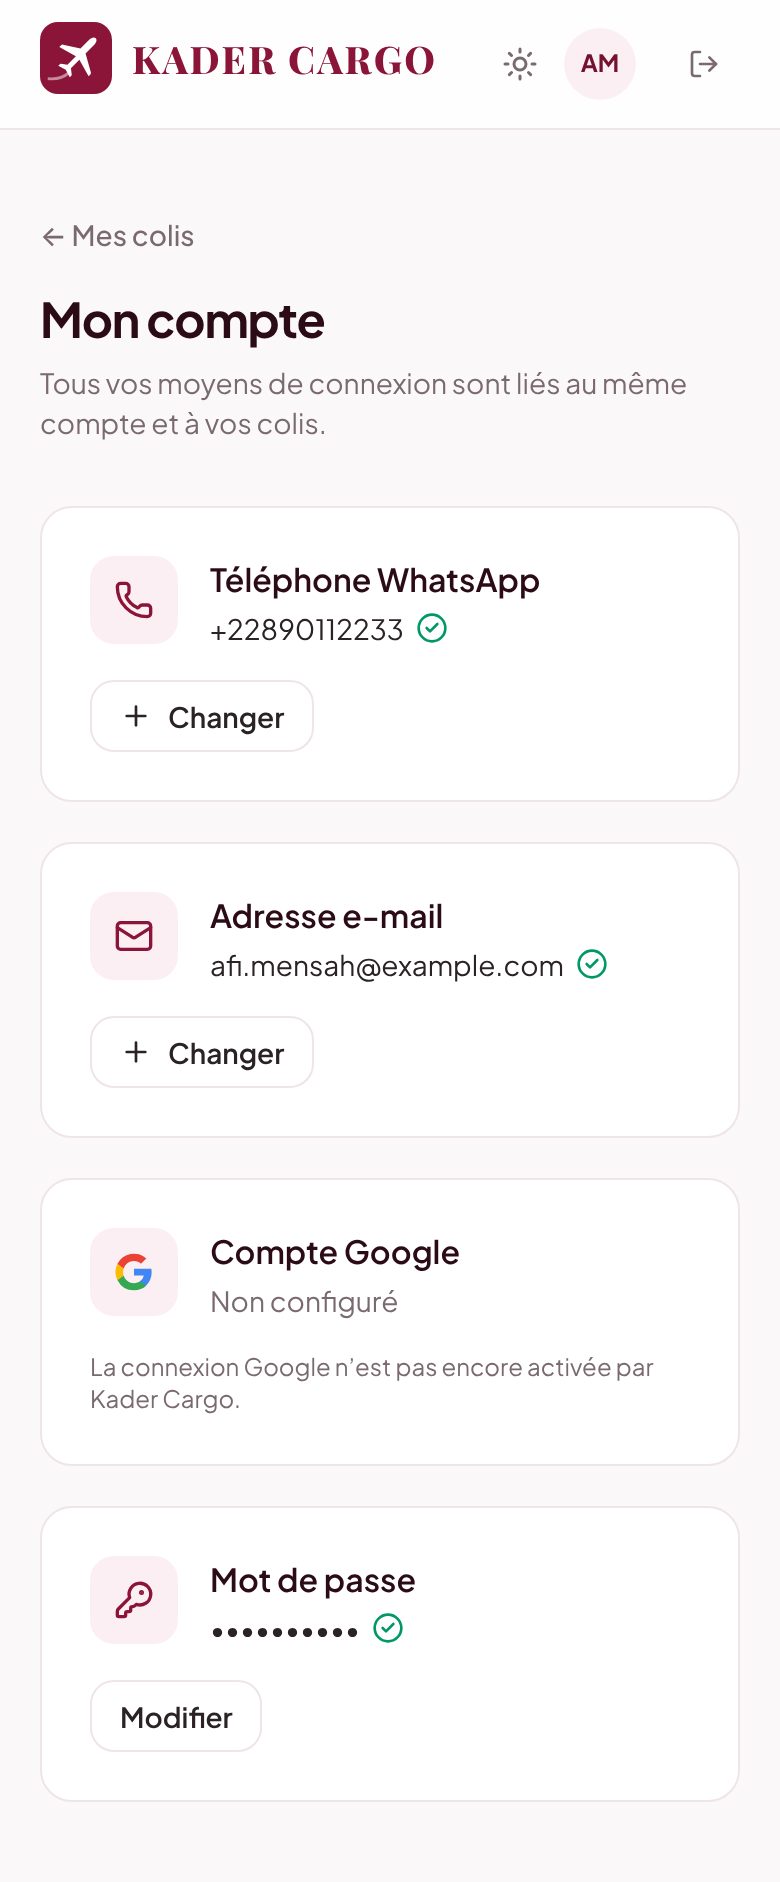 KADER CARGO
AM
← Mes colis
Mon compte
Tous vos moyens de connexion sont liés au même
compte et à vos colis.
Téléphone WhatsApp
+22890112233
+ Changer
Adresse e-mail
afi.mensah@example.com
+ Changer
Compte Google
Non configuré
La connexion Google n’est pas encore activée par
Kader Cargo.
Mot de passe
••••••••••
Modifier